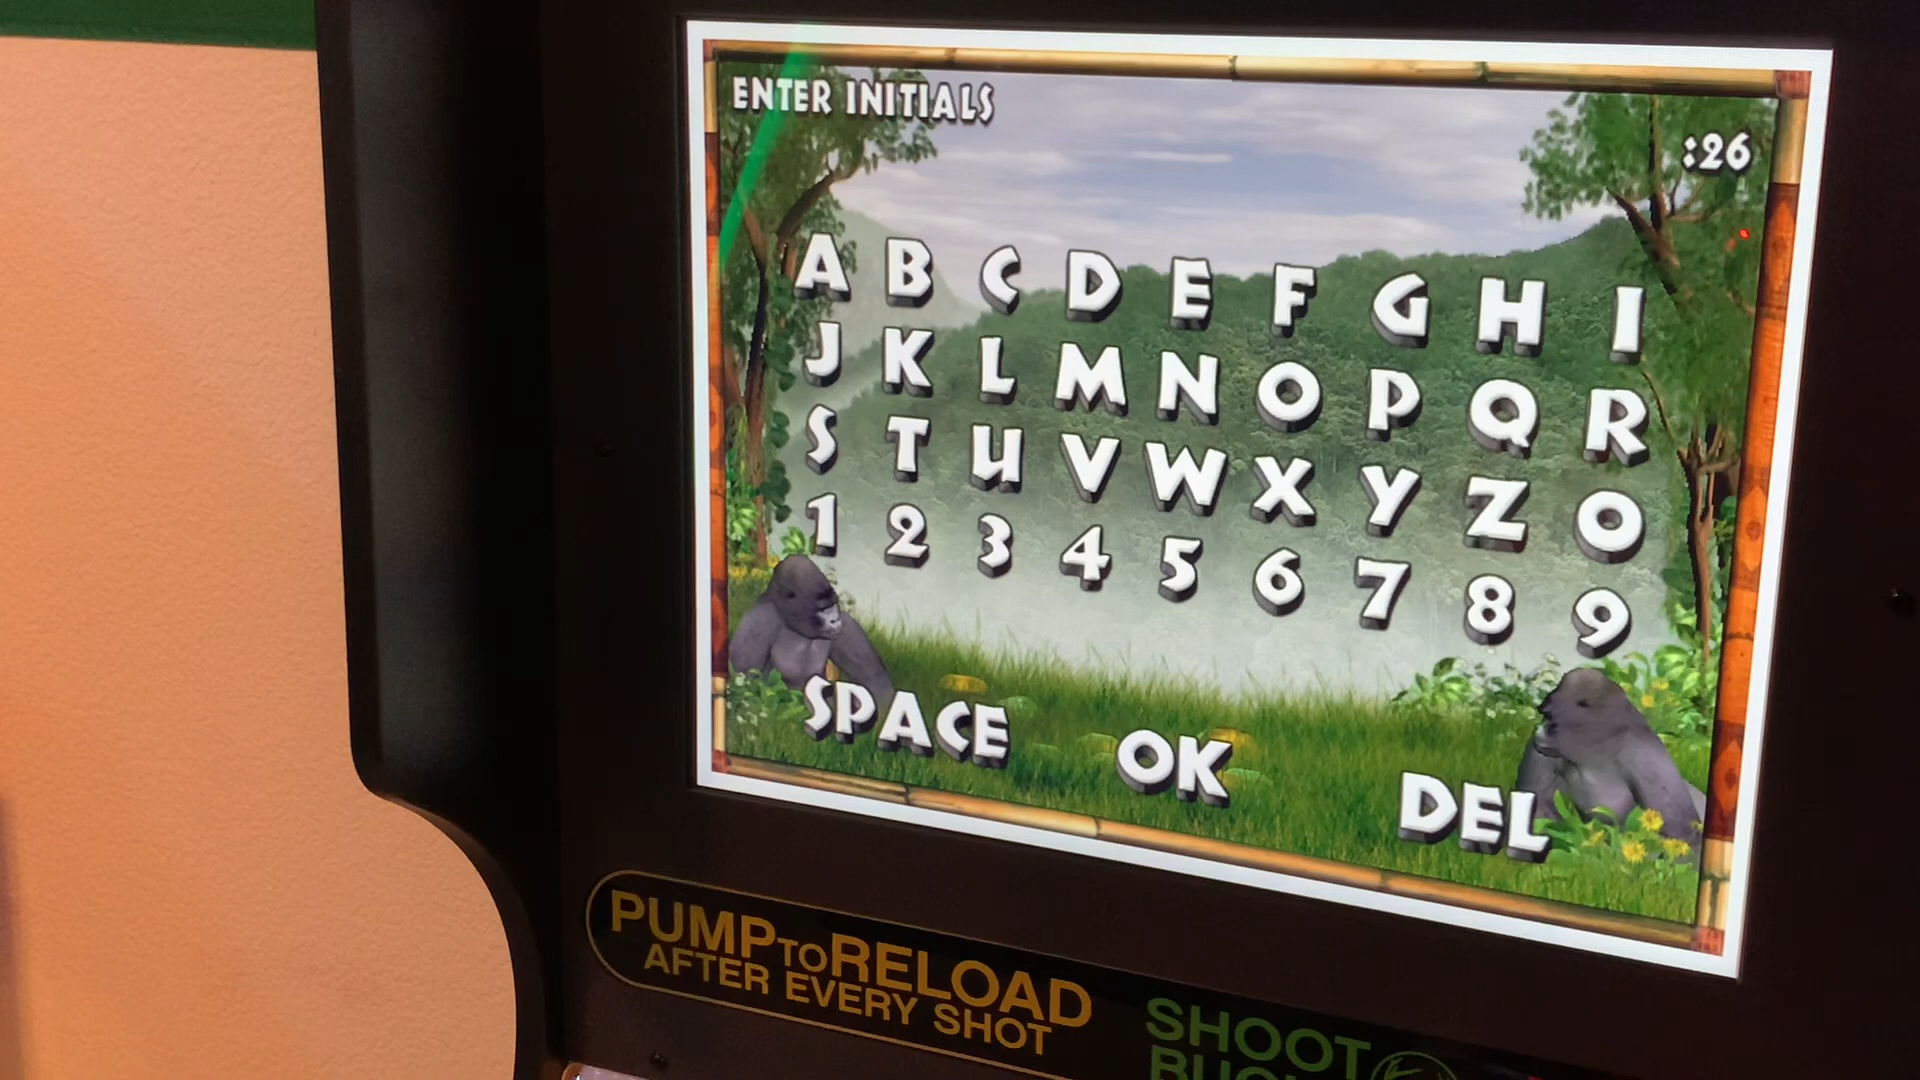 ENTER INITIALS
:26
A B C D E F G H I
J K L M N O P Q R
S T U V W X Y Z 0
1 2 3 4 5 6 7 8 9
SPACE OK DEL
PUMP TO RELOAD
AFTER EVERY SHOT
SHOOT